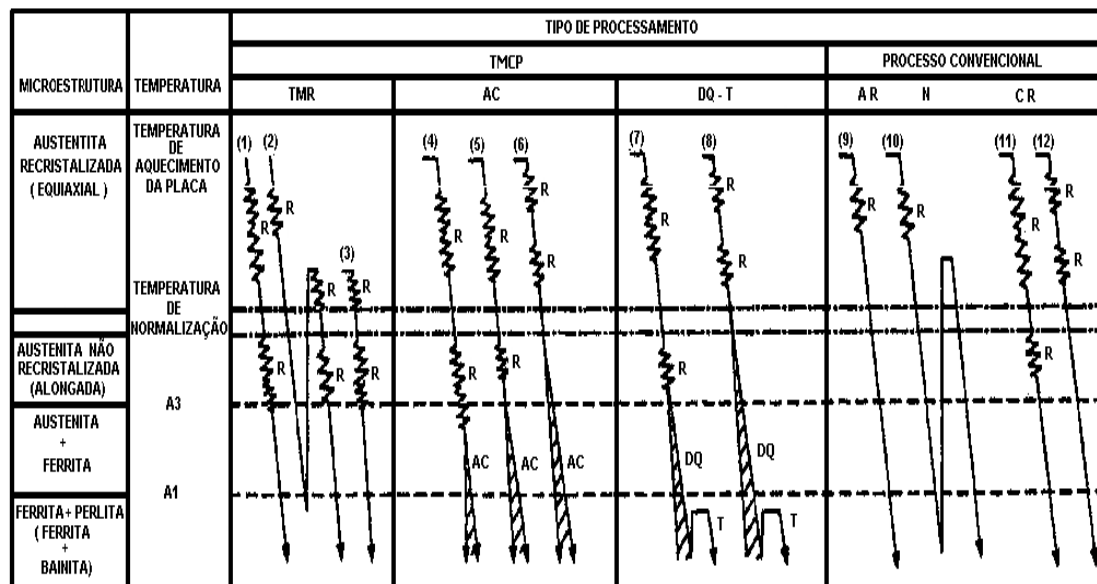 TIPO DE PROCESSAMENTO
MICROESTRUTURA
TEMPERATURA
TMCP
PROCESSO CONVENCIONAL
TMR
AC
DQ - T
A R
N
C R
AUSTENTITA
RECRISTALIZADA
( EQUIAXIAL )
TEMPERATURA
DE
AQUECIMENTO
DA PLACA
TEMPERATURA
DE
NORMALIZAÇÃO
AUSTENITA NÃO
RECRISTALIZADA
(ALONGADA)
A3
AUSTENITA
+
FERRITA
A1
FERRITA+ PERLITA
( FERRITA
+
BAINITA)
(1)
(2)
R
R
(3)
R
R
R
R
R
(4)
(5)
(6)
R
R
R
R
R
R
AC
AC
AC
(7)
(8)
R
R
R
R
DQ
DQ
T
T
(9)
(10)
R
R
(11)
(12)
R
R
R
R